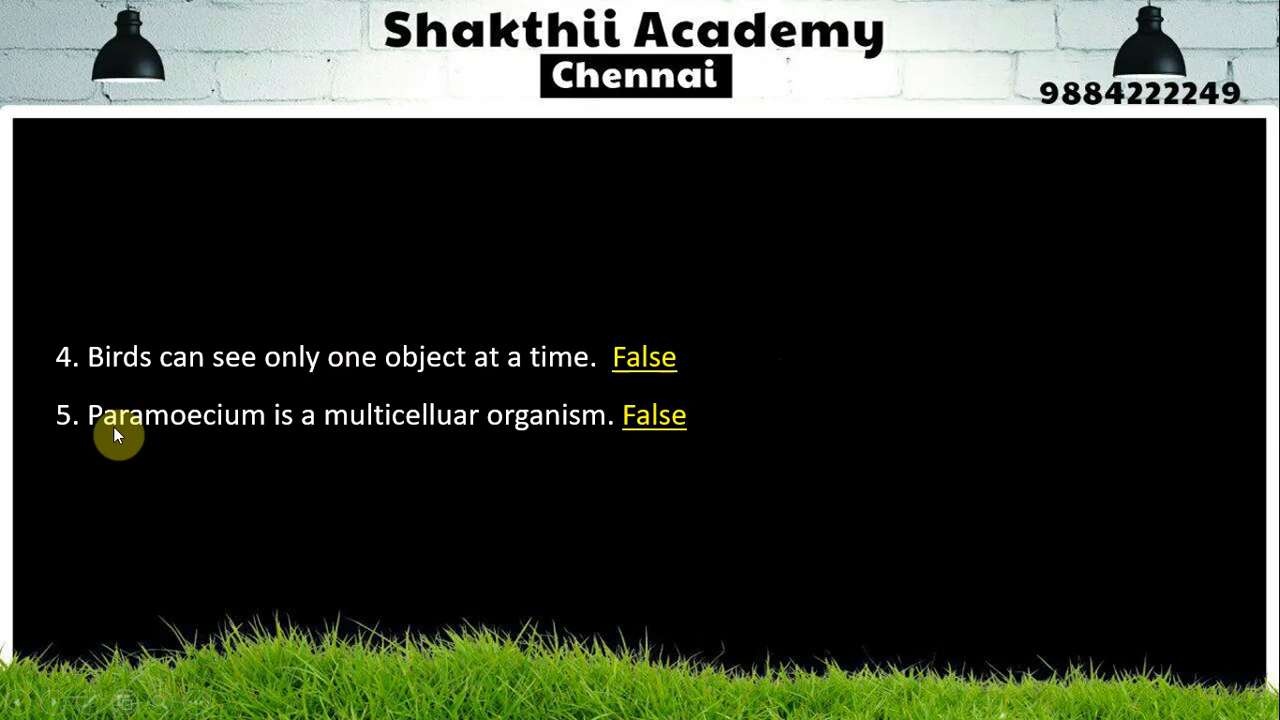 Shakthii Academy
Chennai
9884222249
4. Birds can see only one object at a time. False
5. Paramoecium is a multicelluar organism. False